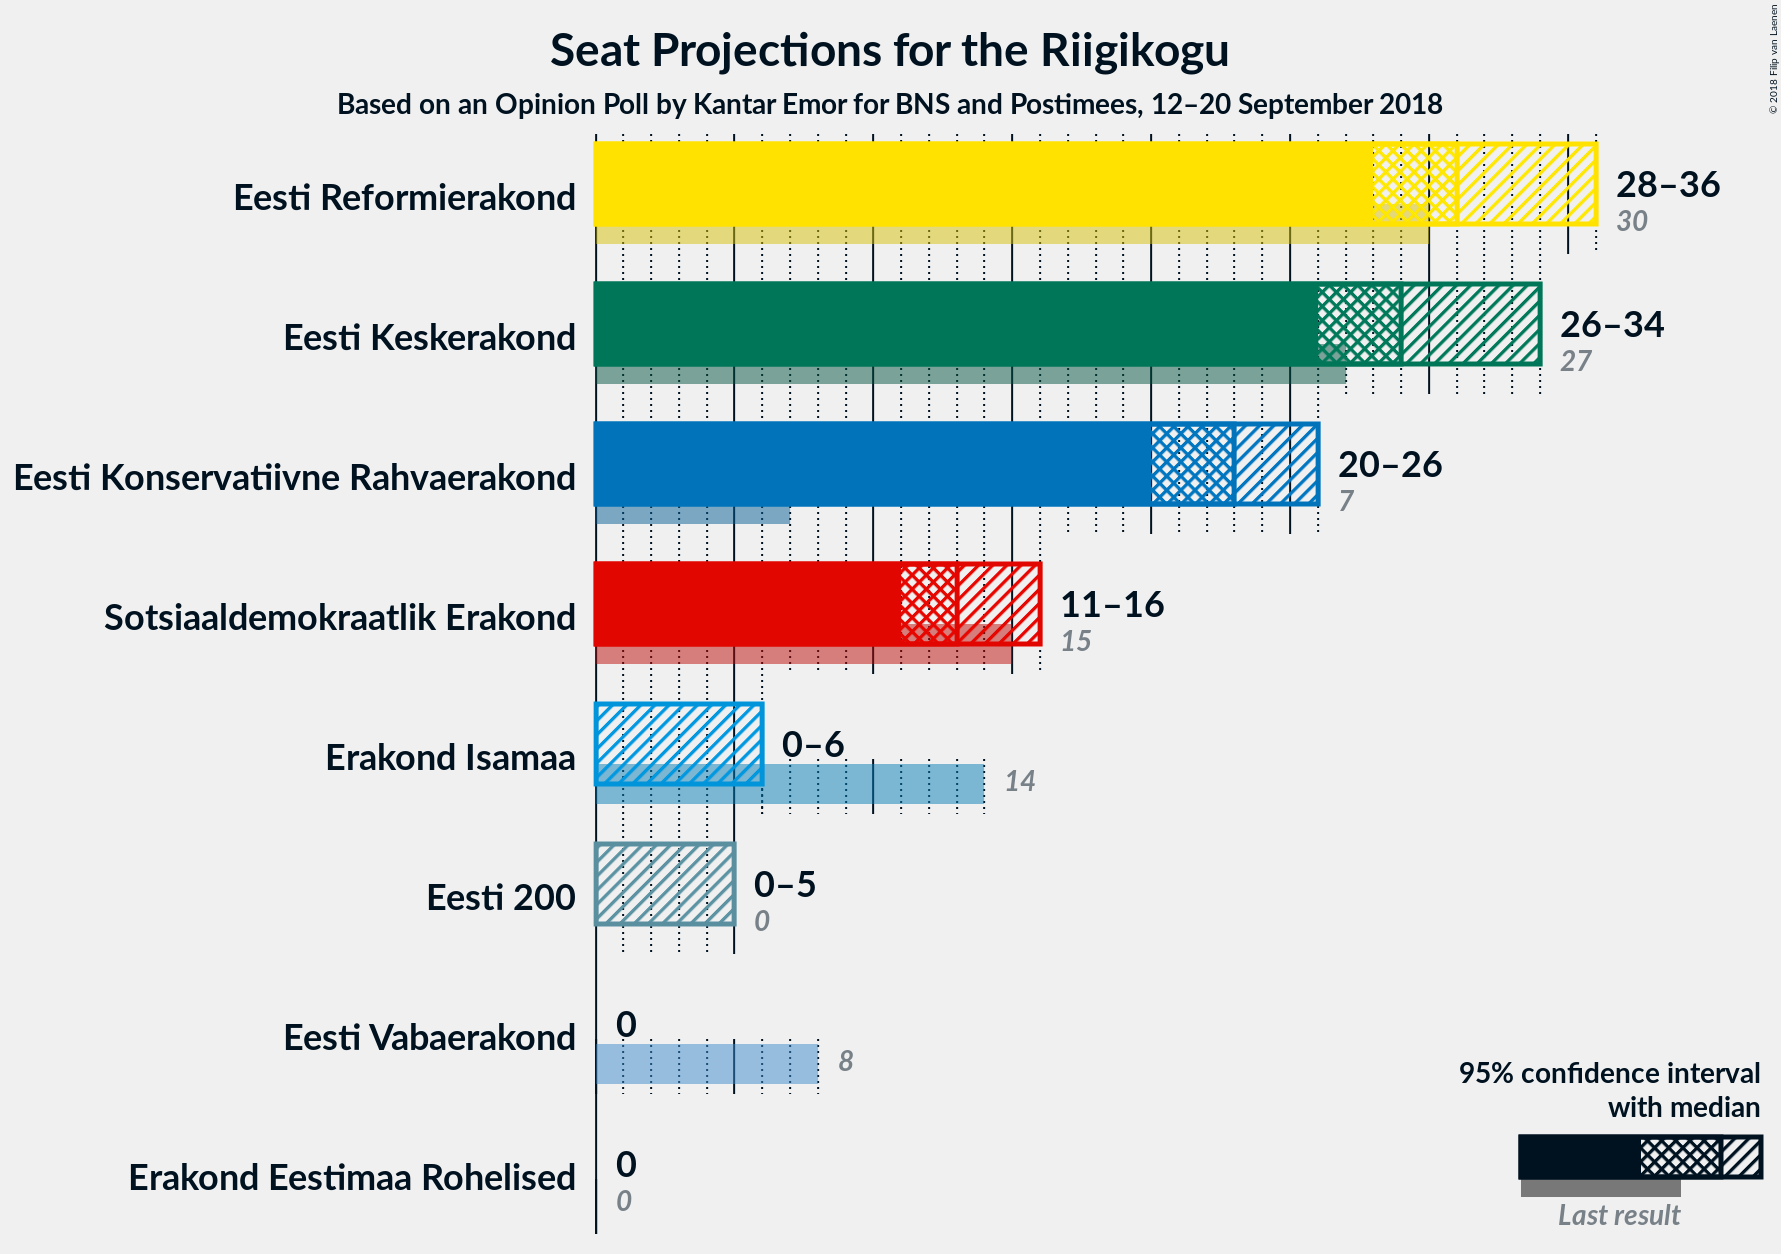 Seat Projections for the Riigikogu
Based on an Opinion Poll by Kantar Emor for BNS and Postimees, 12–20 September 2018
© 2018 Filip van Laenen
Eesti Reformierakond
28–36
30
Eesti Keskerakond
26–34
27
Eesti Konservatiivne Rahvaerakond
20–26
7
Sotsiaaldemokraatlik Erakond
11–16
15
Erakond Isamaa
0–6
14
Eesti 200
0–5
0
Eesti Vabaerakond
0
8
Erakond Eestimaa Rohelised
0
0
95% confidence interval
with median
Last result